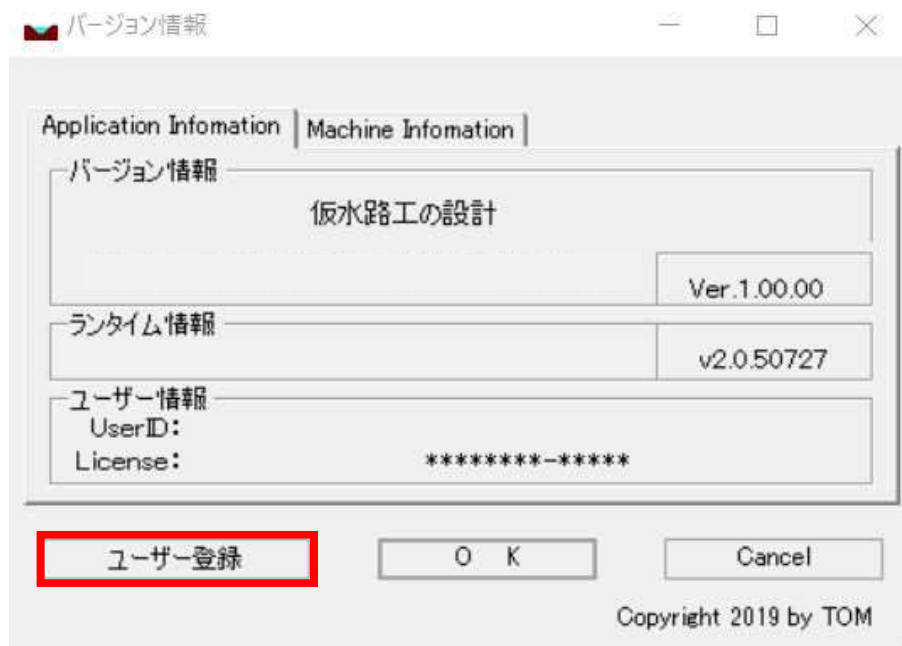 バージョン情報
Application Infomation
Machine Infomation
バージョン情報
仮水路工の設計
Ver.1.00.00
ランタイム情報
v2.0.50727
ユーザー情報
UserID:
License: ********-*****
ユーザー登録
O K
Cancel
Copyright 2019 by TOM